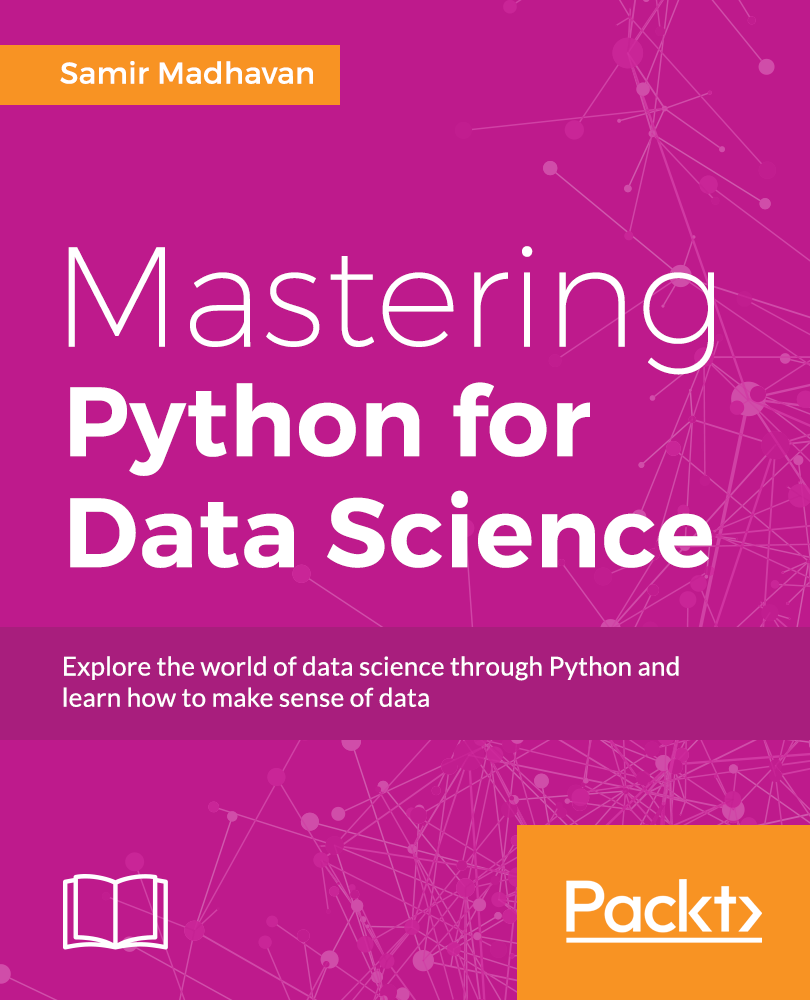 Samir Madhavan
Mastering
Python for
Data Science
Explore the world of data science through Python and
learn how to make sense of data
Packt>